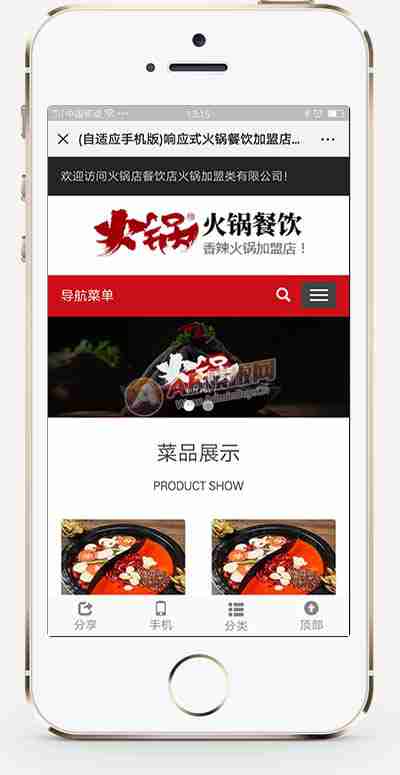 中国移动 13:15
(自适应手机版)响应式火锅餐饮加盟店...
欢迎访问火锅店餐饮店火锅加盟类有限公司！
火锅 火锅餐饮
香辣火锅加盟店！
导航菜单
火锅
菜品展示
PRODUCT SHOW
分享 手机 分类 顶部